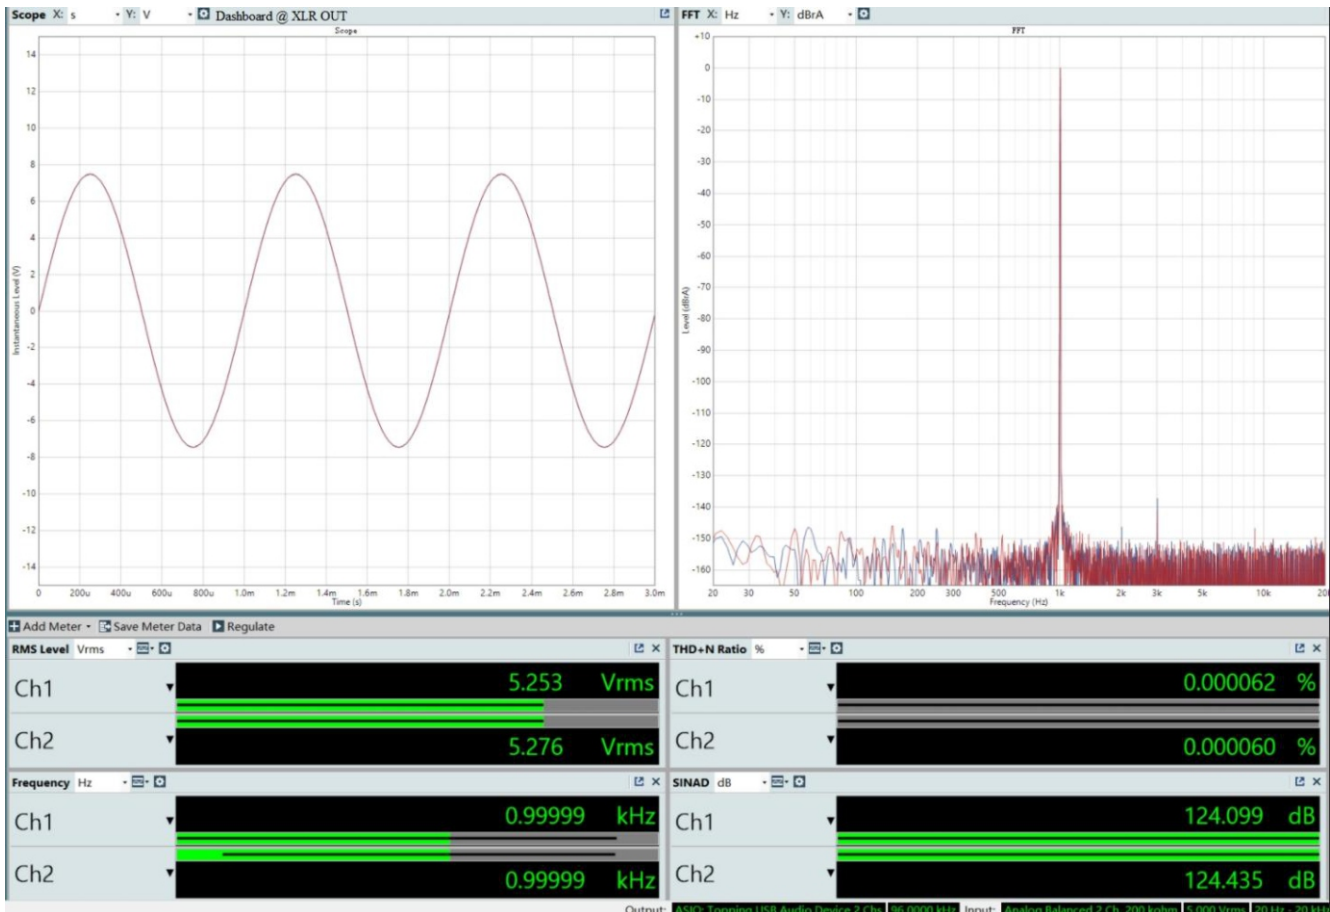 Scope X: s Y: V Dashboard @ XLR OUT
Scope
14
12
10
8
6
4
2
0
-2
-4
-6
-8
-10
-12
-14
Instantaneous Level (V)
0 200u 400u 600u 800u 1.0m 1.2m 1.4m 1.6m 1.8m 2.0m 2.2m 2.4m 2.6m 2.8m 3.0m
Time (s)
FFT X: Hz Y: dBrA
FFT
+10
0
-10
-20
-30
-40
-50
-60
-70
-80
-90
-100
-110
-120
-130
-140
-150
-160
Level (dBrA)
20 30 50 100 200 300 500 1k 2k 3k 5k 10k 20
Frequency (Hz)
Add Meter Save Meter Data Regulate
RMS Level Vrms
Ch1 5.253 Vrms
Ch2 5.276 Vrms
THD+N Ratio %
Ch1 0.000062 %
Ch2 0.000060 %
Frequency Hz
Ch1 0.99999 kHz
Ch2 0.99999 kHz
SINAD dB
Ch1 124.099 dB
Ch2 124.435 dB
Output: ASIO: Topping USB Audio Device 2 Chs 96.0000 kHz Input: Analog Balanced 2 Ch, 200 kohm 5.000 Vrms 20 Hz - 20 kHz